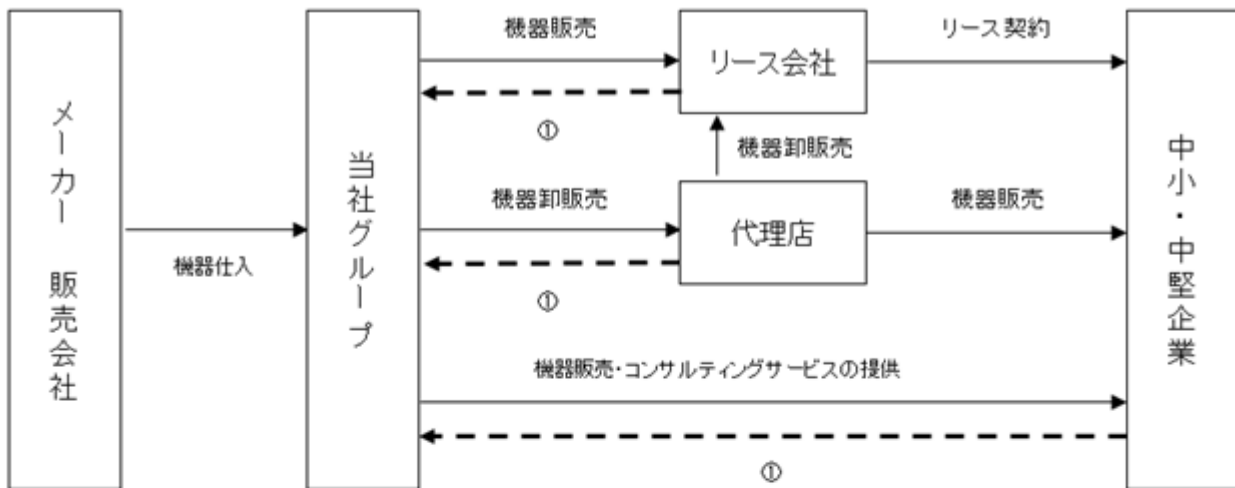 メーカー 販売会社
機器仕入
当社グループ
機器販売
①
リース会社
リース契約
機器卸販売
機器卸販売
①
代理店
機器販売
機器販売・コンサルティングサービスの提供
①
中小・中堅企業